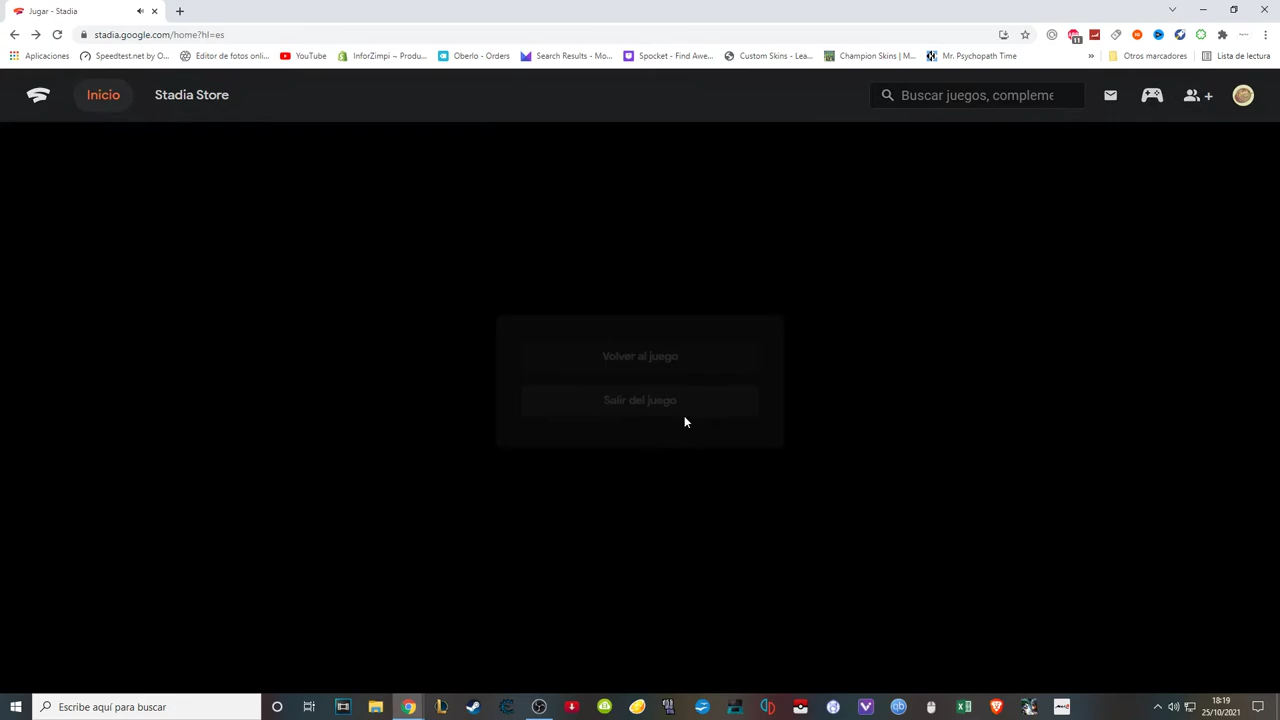 Jugar - Stadia
stadia.google.com/home?hl=es
Aplicaciones Speedtest.net by O... Editor de fotos onli... YouTube InforZimpi – Produ... Oberlo - Orders Search Results - Mo... Spocket - Find Awe... Custom Skins - Lea... Champion Skins | M... Mr. Psychopath Time » Otros marcadores Lista de lectura
Inicio Stadia Store Buscar juegos, compleme
Volver al juego
Salir del juego
Escribe aquí para buscar
18:19
25/10/2021